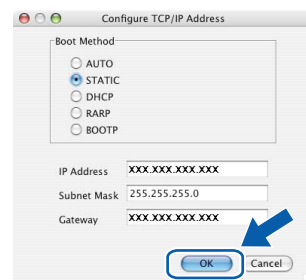 Configure TCP/IP Address
Boot Method
AUTO
STATIC
DHCP
RARP
BOOTP
IP Address XXX.XXX.XXX.XXX
Subnet Mask 255.255.255.0
Gateway XXX.XXX.XXX.XXX
OK Cancel